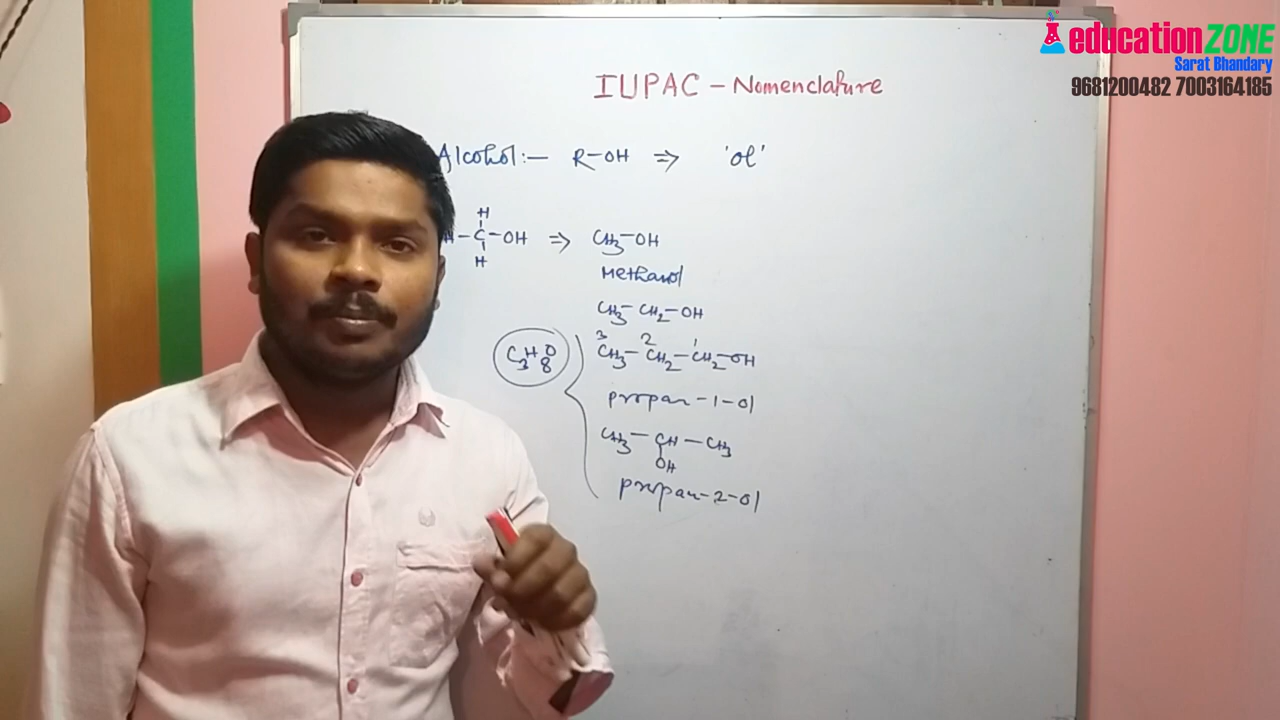 educationZONE
Sarat Bhandary
9681200482 7003164185
IUPAC - Nomenclature
Alcohol:- R-OH ⇒ 'ol'
H
H-C-OH ⇒ CH3-OH
H
Methanol
CH3-CH2-OH
3 2 1
C3H8O CH3-CH2-CH2-OH
propan-1-ol
CH3-CH-CH3
OH
propan-2-ol